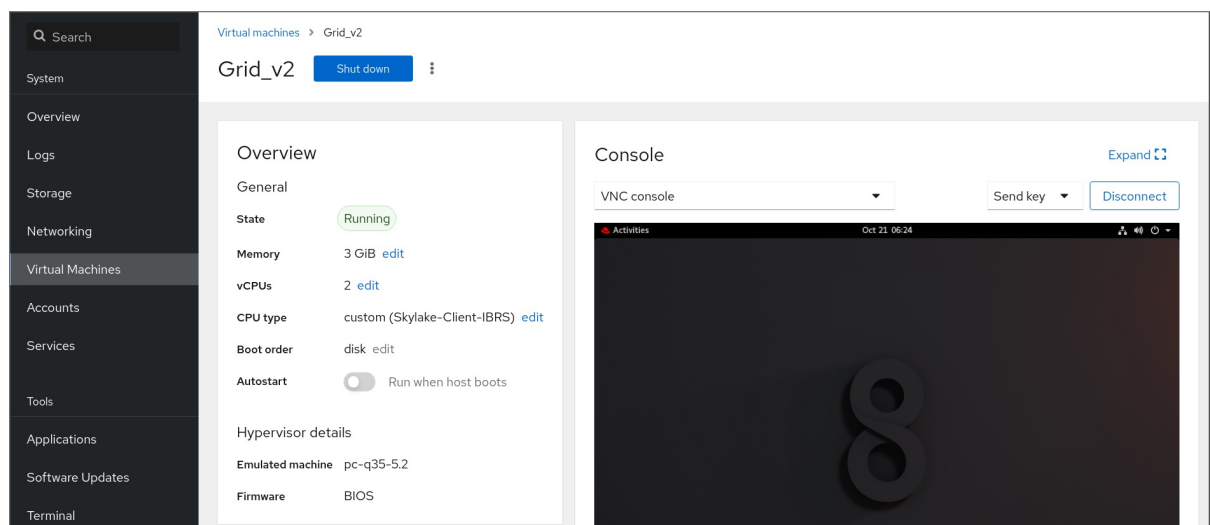 Search
System
Overview
Logs
Storage
Networking
Virtual Machines
Accounts
Services
Tools
Applications
Software Updates
Terminal
Virtual machines > Grid_v2
Grid_v2 Shut down
Overview
General
State Running
Memory 3 GiB edit
vCPUs 2 edit
CPU type custom (Skylake-Client-IBRS) edit
Boot order disk edit
Autostart Run when host boots
Hypervisor details
Emulated machine pc-q35-5.2
Firmware BIOS
Console Expand
VNC console Send key Disconnect
Activities Oct 21 06:24
8